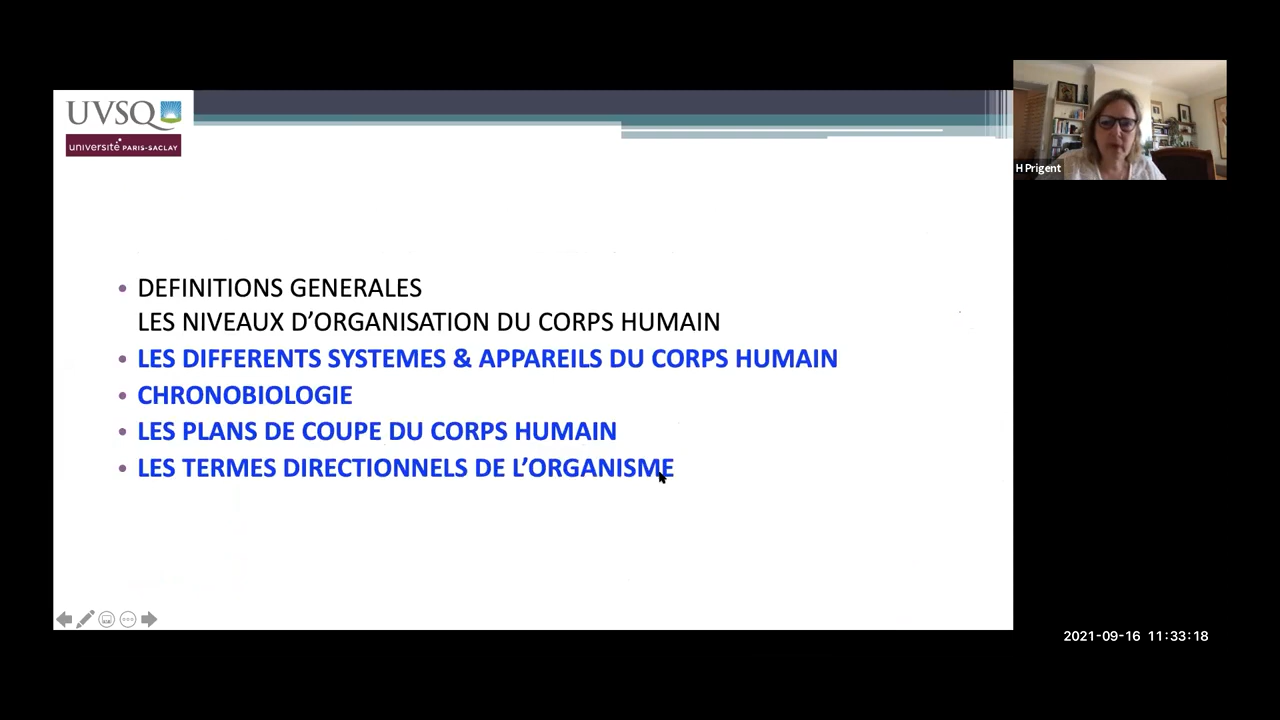 UVSQ
université PARIS-SACLAY
H Prigent
• DEFINITIONS GENERALES
LES NIVEAUX D’ORGANISATION DU CORPS HUMAIN
• LES DIFFERENTS SYSTEMES & APPAREILS DU CORPS HUMAIN
• CHRONOBIOLOGIE
• LES PLANS DE COUPE DU CORPS HUMAIN
• LES TERMES DIRECTIONNELS DE L’ORGANISME
2021-09-16 11:33:18